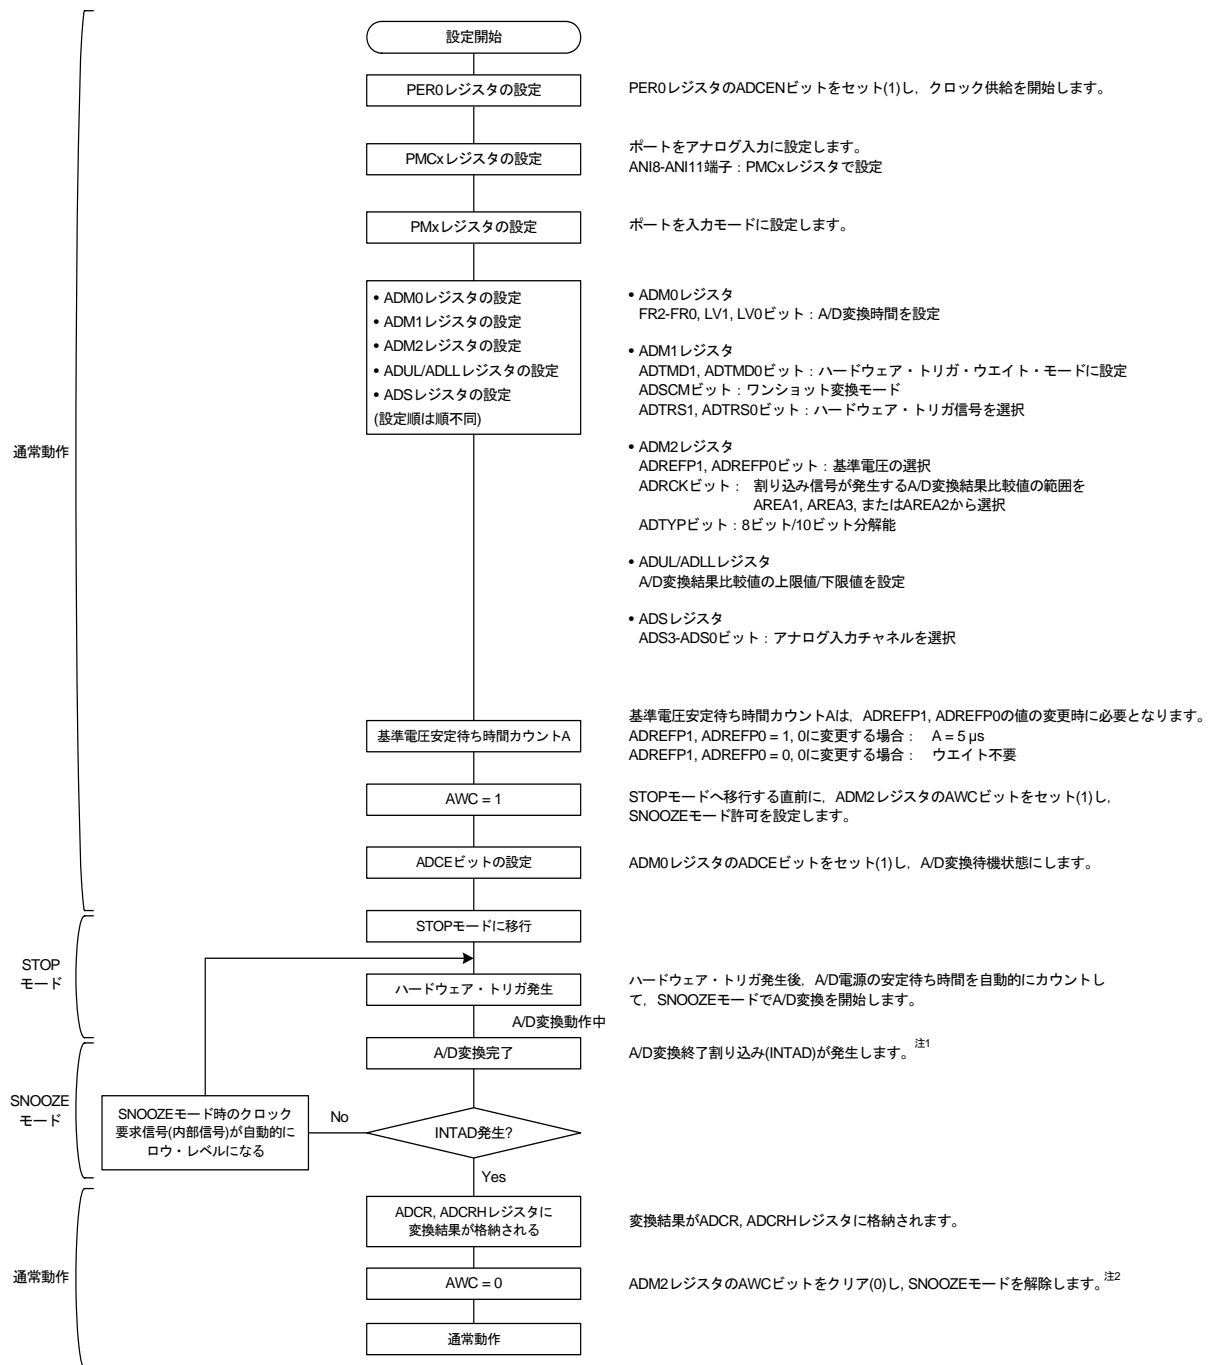 設定開始
PER0レジスタの設定
PER0レジスタのADCENビットをセット(1)し，クロック供給を開始します。
PMCxレジスタの設定
ポートをアナログ入力に設定します。
ANI8-ANI11端子：PMCxレジスタで設定
PMxレジスタの設定
ポートを入力モードに設定します。
• ADM0レジスタの設定
• ADM1レジスタの設定
• ADM2レジスタの設定
• ADUL/ADLLレジスタの設定
• ADSレジスタの設定
(設定順は順不同)
• ADM0レジスタ
FR2-FR0, LV1, LV0ビット：A/D変換時間を設定
• ADM1レジスタ
ADTMD1, ADTMD0ビット：ハードウェア・トリガ・ウエイト・モードに設定
ADSCMビット：ワンショット変換モード
ADTRS1, ADTRS0ビット：ハードウェア・トリガ信号を選択
• ADM2レジスタ
ADREFP1, ADREFP0ビット：基準電圧の選択
ADRCKビット： 割り込み信号が発生するA/D変換結果比較値の範囲を
AREA1, AREA3, またはAREA2から選択
ADTYPビット：8ビット/10ビット分解能
• ADUL/ADLLレジスタ
A/D変換結果比較値の上限値/下限値を設定
• ADSレジスタ
ADS3-ADS0ビット：アナログ入力チャネルを選択
通常動作
基準電圧安定待ち時間カウントA
基準電圧安定待ち時間カウントAは，ADREFP1, ADREFP0の値の変更時に必要となります。
ADREFP1, ADREFP0 = 1, 0に変更する場合： A = 5 μs
ADREFP1, ADREFP0 = 0, 0に変更する場合： ウエイト不要
AWC = 1
STOPモードへ移行する直前に，ADM2レジスタのAWCビットをセット(1)し，
SNOOZEモード許可を設定します。
ADCEビットの設定
ADM0レジスタのADCEビットをセット(1)し，A/D変換待機状態にします。
STOPモードに移行
STOP
モード
ハードウェア・トリガ発生
ハードウェア・トリガ発生後，A/D電源の安定待ち時間を自動的にカウントし
て，SNOOZEモードでA/D変換を開始します。
A/D変換動作中
A/D変換完了
A/D変換終了割り込み(INTAD)が発生します。注1
SNOOZE
モード
SNOOZEモード時のクロック
要求信号(内部信号)が自動的に
ロウ・レベルになる
No
INTAD発生?
Yes
ADCR, ADCRHレジスタに
変換結果が格納される
変換結果がADCR, ADCRHレジスタに格納されます。
通常動作
AWC = 0
ADM2レジスタのAWCビットをクリア(0)し, SNOOZEモードを解除します。注2
通常動作